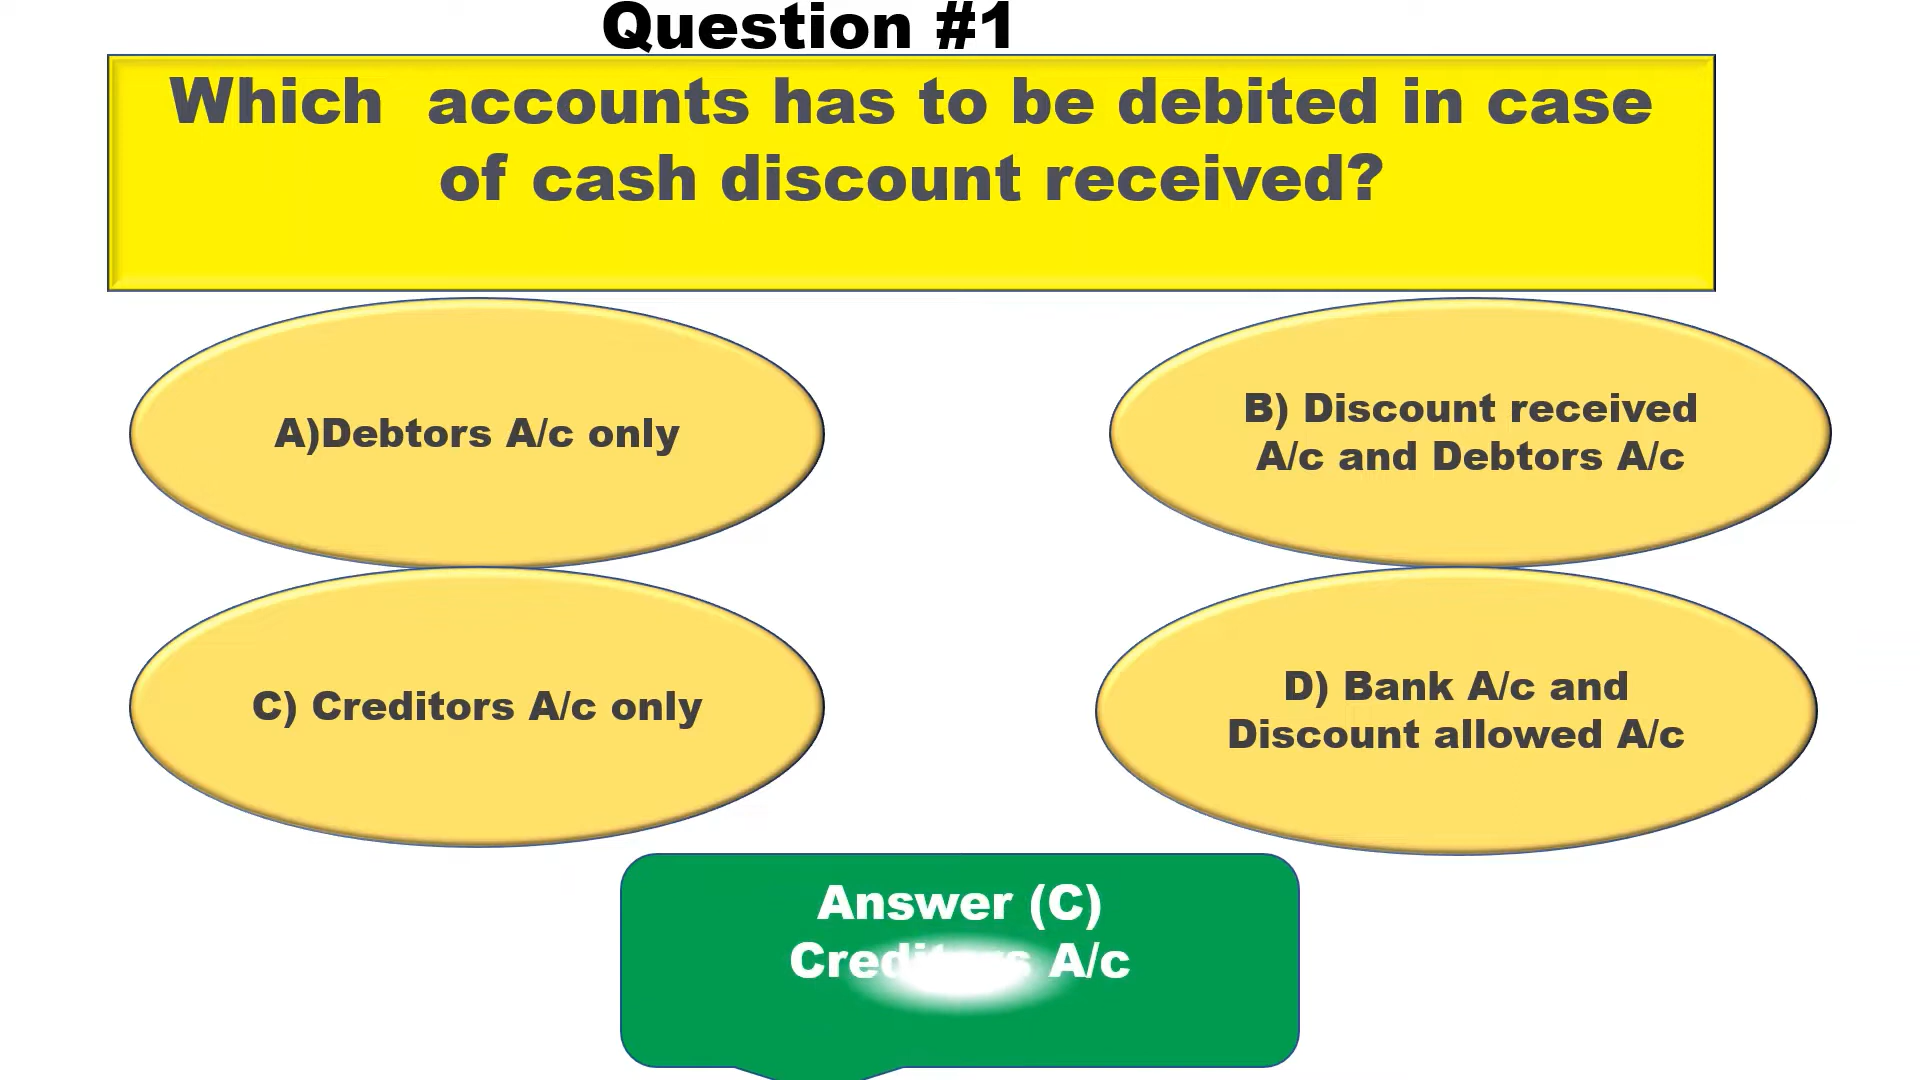 Question #1
Which accounts has to be debited in case
of cash discount received?
A)Debtors A/c only
B) Discount received
A/c and Debtors A/c
C) Creditors A/c only
D) Bank A/c and
Discount allowed A/c
Answer (C)
Creditors A/c